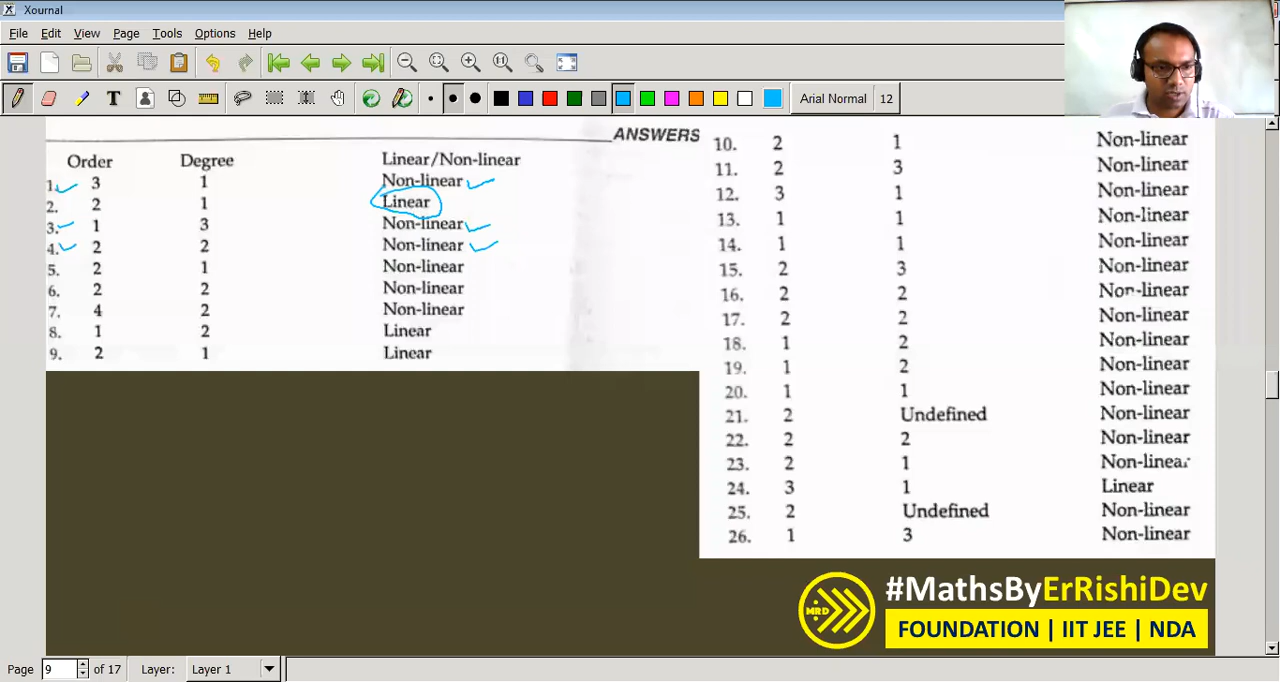 Xournal
File Edit View Page Tools Options Help
Arial Normal 12
ANSWERS
Order Degree Linear/Non-linear
1. 3 1 Non-linear
2. 2 1 Linear
3. 1 3 Non-linear
4. 2 2 Non-linear
5. 2 1 Non-linear
6. 2 2 Non-linear
7. 4 2 Non-linear
8. 1 2 Linear
9. 2 1 Linear
10. 2 1 Non-linear
11. 2 3 Non-linear
12. 3 1 Non-linear
13. 1 1 Non-linear
14. 1 1 Non-linear
15. 2 3 Non-linear
16. 2 2 Non-linear
17. 2 2 Non-linear
18. 1 2 Non-linear
19. 1 2 Non-linear
20. 1 1 Non-linear
21. 2 Undefined Non-linear
22. 2 2 Non-linear
23. 2 1 Non-linear
24. 3 1 Linear
25. 2 Undefined Non-linear
26. 1 3 Non-linear
MRD
#MathsByErRishiDev
FOUNDATION | IIT JEE | NDA
Page 9 of 17 Layer: Layer 1